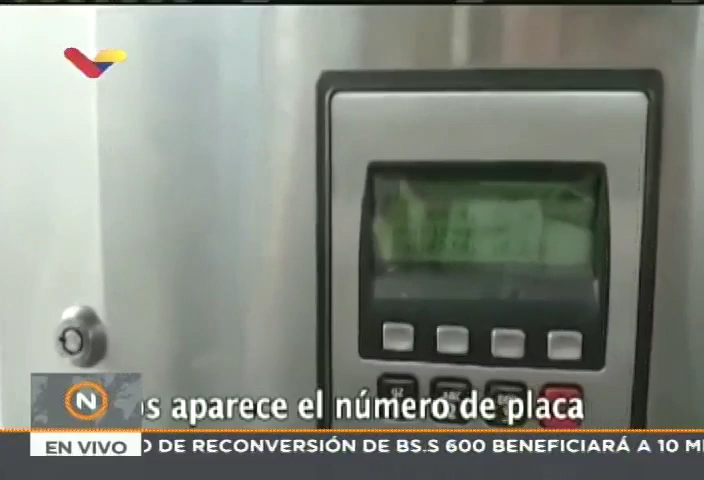 os aparece el número de placa
N
EN VIVO
O DE RECONVERSIÓN DE BS.S 600 BENEFICIARÁ A 10 M